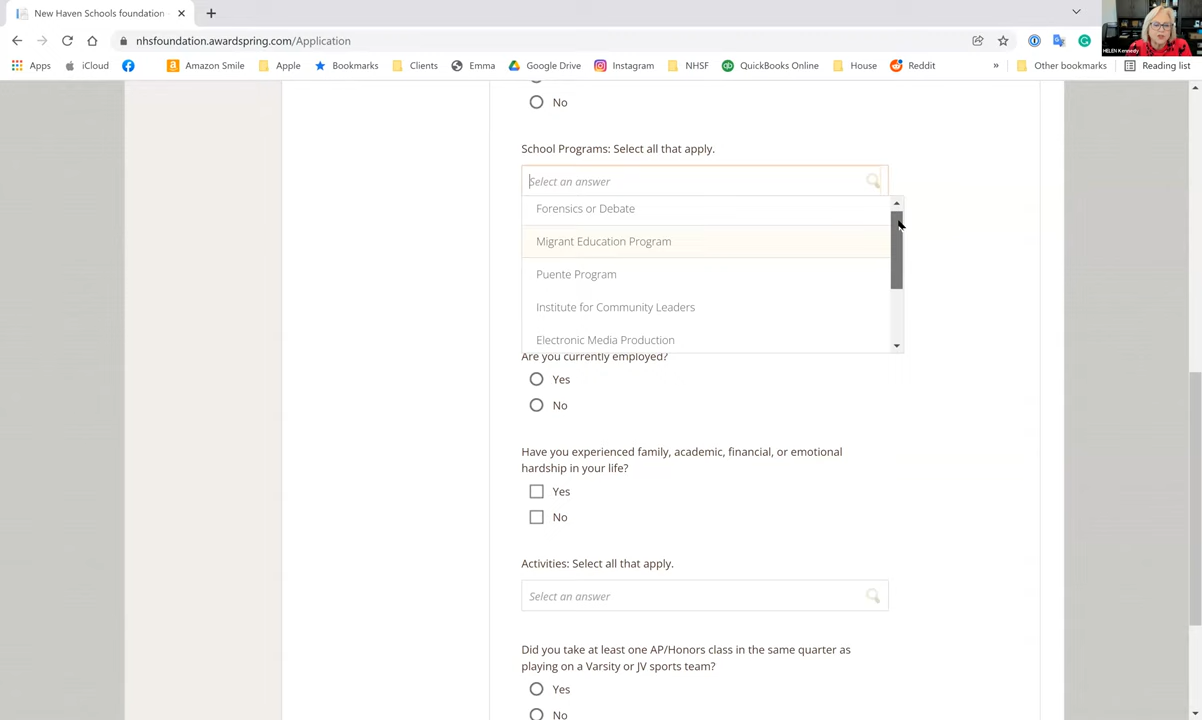 New Haven Schools foundation
nhsfoundation.awardspring.com/Application
HELEN Kennedy
Apps
iCloud
Amazon Smile
Apple
Bookmarks
Clients
Emma
Google Drive
Instagram
NHSF
QuickBooks Online
House
Reddit
»
Other bookmarks
Reading list
No
School Programs: Select all that apply.
Select an answer
Forensics or Debate
Migrant Education Program
Puente Program
Institute for Community Leaders
Electronic Media Production
Are you currently employed?
Yes
No
Have you experienced family, academic, financial, or emotional
hardship in your life?
Yes
No
Activities: Select all that apply.
Select an answer
Did you take at least one AP/Honors class in the same quarter as
playing on a Varsity or JV sports team?
Yes
No